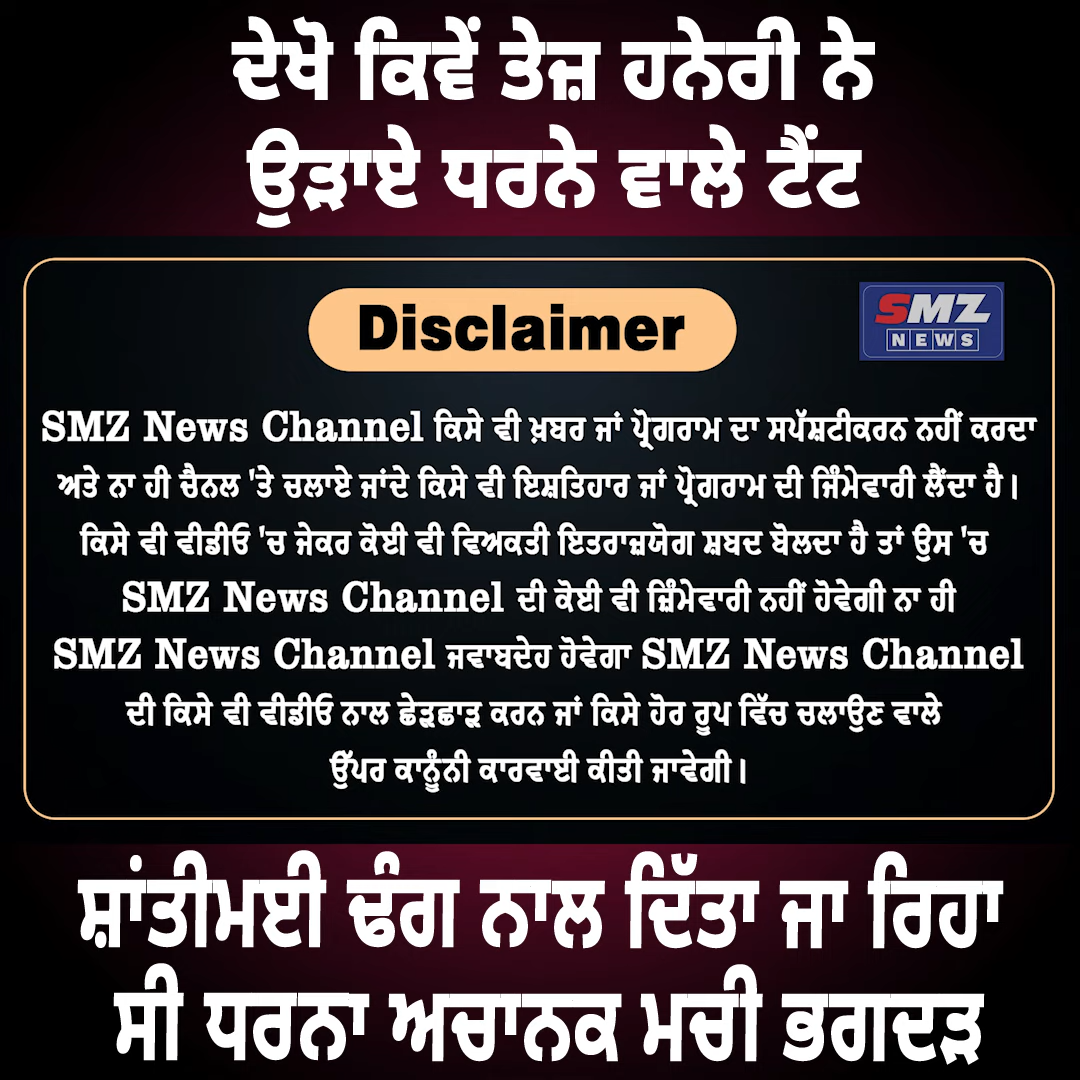 ਦੇਖੋ ਕਿਵੇਂ ਤੇਜ਼ ਹਨੇਰੀ ਨੇ
ਉੜਾਏ ਧਰਨੇ ਵਾਲੇ ਟੈਂਟ
Disclaimer
SMZ
NEWS
SMZ News Channel ਕਿਸੇ ਵੀ ਖ਼ਬਰ ਜਾਂ ਪ੍ਰੋਗਰਾਮ ਦਾ ਸਪੱਸ਼ਟੀਕਰਨ ਨਹੀਂ ਕਰਦਾ
ਅਤੇ ਨਾ ਹੀ ਚੈਨਲ 'ਤੇ ਚਲਾਏ ਜਾਂਦੇ ਕਿਸੇ ਵੀ ਇਸ਼ਤਿਹਾਰ ਜਾਂ ਪ੍ਰੋਗਰਾਮ ਦੀ ਜਿੰਮੇਵਾਰੀ ਲੈਂਦਾ ਹੈ।
ਕਿਸੇ ਵੀ ਵੀਡੀਓ 'ਚ ਜੇਕਰ ਕੋਈ ਵੀ ਵਿਅਕਤੀ ਇਤਰਾਜ਼ਯੋਗ ਸ਼ਬਦ ਬੋਲਦਾ ਹੈ ਤਾਂ ਉਸ 'ਚ
SMZ News Channel ਦੀ ਕੋਈ ਵੀ ਜ਼ਿੰਮੇਵਾਰੀ ਨਹੀਂ ਹੋਵੇਗੀ ਨਾ ਹੀ
SMZ News Channel ਜਵਾਬਦੇਹ ਹੋਵੇਗਾ SMZ News Channel
ਦੀ ਕਿਸੇ ਵੀ ਵੀਡੀਓ ਨਾਲ ਛੇੜਛਾੜ ਕਰਨ ਜਾਂ ਕਿਸੇ ਹੋਰ ਰੂਪ ਵਿੱਚ ਚਲਾਉਣ ਵਾਲੇ
ਉੱਪਰ ਕਾਨੂੰਨੀ ਕਾਰਵਾਈ ਕੀਤੀ ਜਾਵੇਗੀ।
ਸ਼ਾਂਤੀਮਈ ਢੰਗ ਨਾਲ ਦਿੱਤਾ ਜਾ ਰਿਹਾ
ਸੀ ਧਰਨਾ ਅਚਾਨਕ ਮਚੀ ਭਗਦੜ